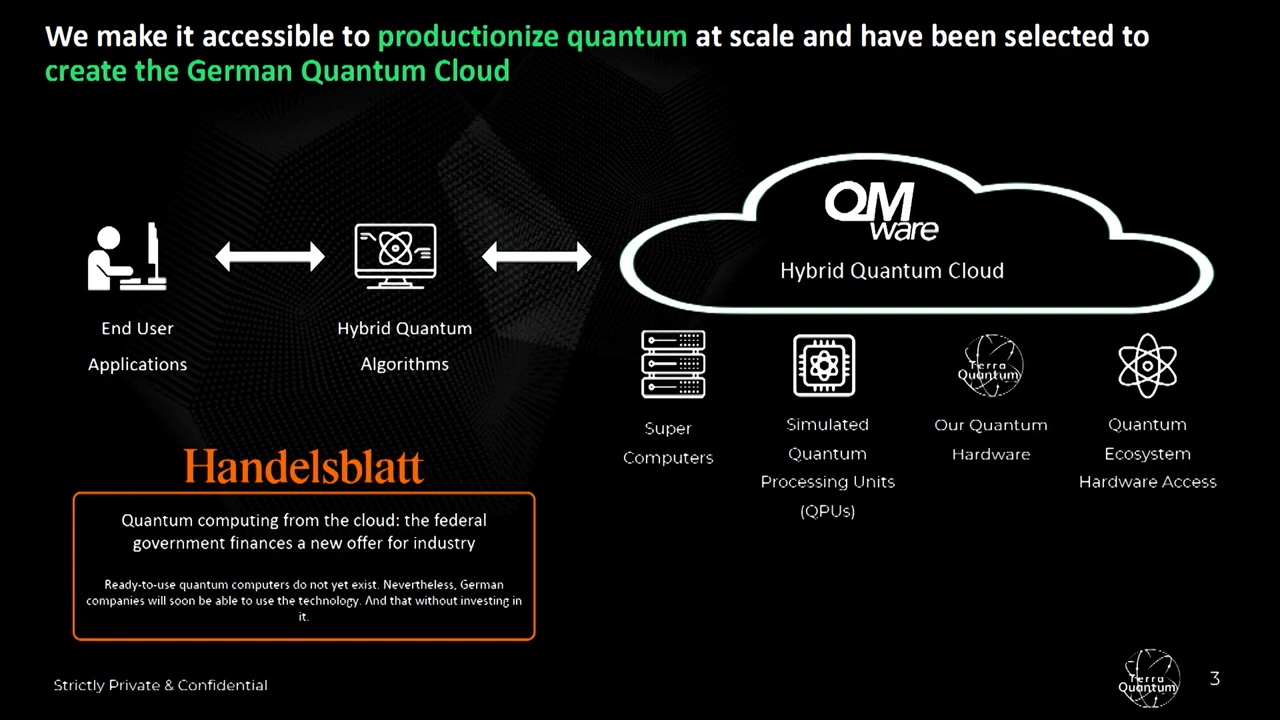 We make it accessible to productionize quantum at scale and have been selected to
create the German Quantum Cloud
QM
ware
Hybrid Quantum Cloud
End User
Applications
Hybrid Quantum
Algorithms
Super
Computers
Simulated
Quantum
Processing Units
(QPUs)
Terra
Quantum
Our Quantum
Hardware
Quantum
Ecosystem
Hardware Access
Handelsblatt
Quantum computing from the cloud: the federal
government finances a new offer for industry
Ready-to-use quantum computers do not yet exist. Nevertheless, German
companies will soon be able to use the technology. And that without investing in
it.
Strictly Private & Confidential
Terra
Quantum
3